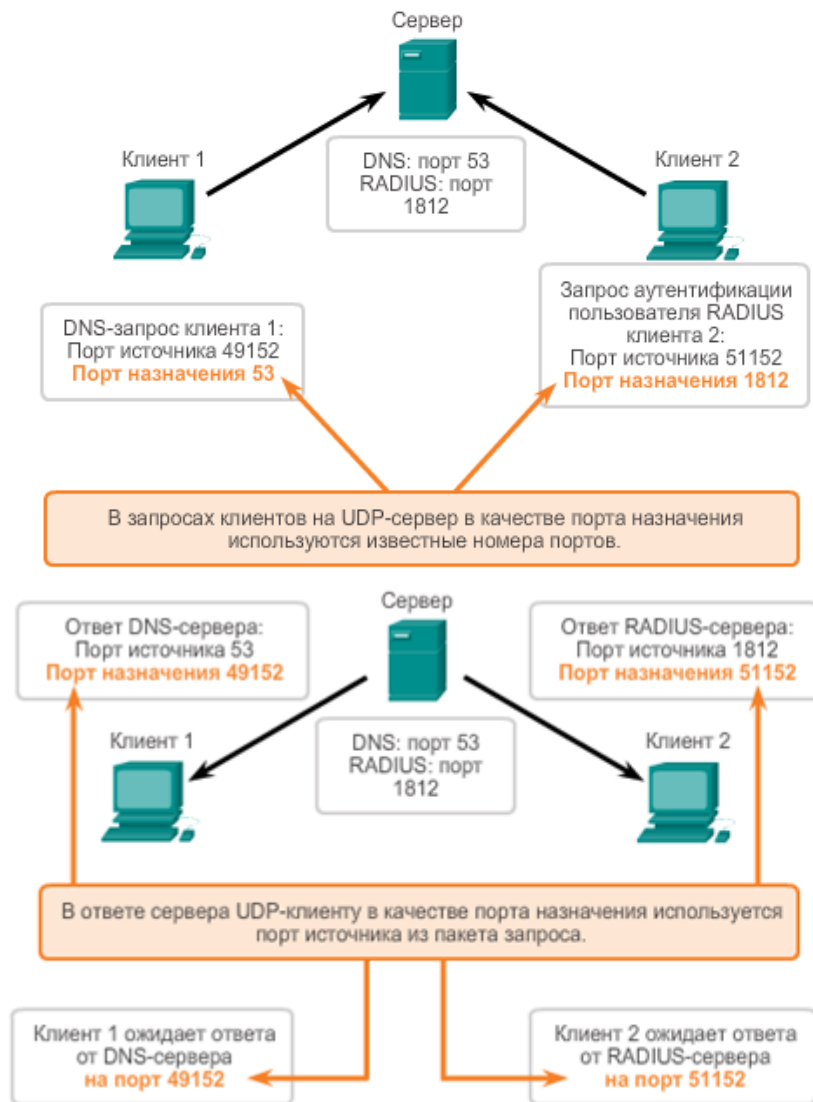 Сервер
Клиент 1
DNS: порт 53
RADIUS: порт
1812
Клиент 2
DNS-запрос клиента 1:
Порт источника 49152
Порт назначения 53
Запрос аутентификации
пользователя RADIUS
клиента 2:
Порт источника 51152
Порт назначения 1812
В запросах клиентов на UDP-сервер в качестве порта назначения
используются известные номера портов.
Сервер
Ответ DNS-сервера:
Порт источника 53
Порт назначения 49152
Ответ RADIUS-сервера:
Порт источника 1812
Порт назначения 51152
Клиент 1
DNS: порт 53
RADIUS: порт
1812
Клиент 2
В ответе сервера UDP-клиенту в качестве порта назначения используется
порт источника из пакета запроса.
Клиент 1 ожидает ответа
от DNS-сервера
на порт 49152
Клиент 2 ожидает ответа
от RADIUS-сервера
на порт 51152